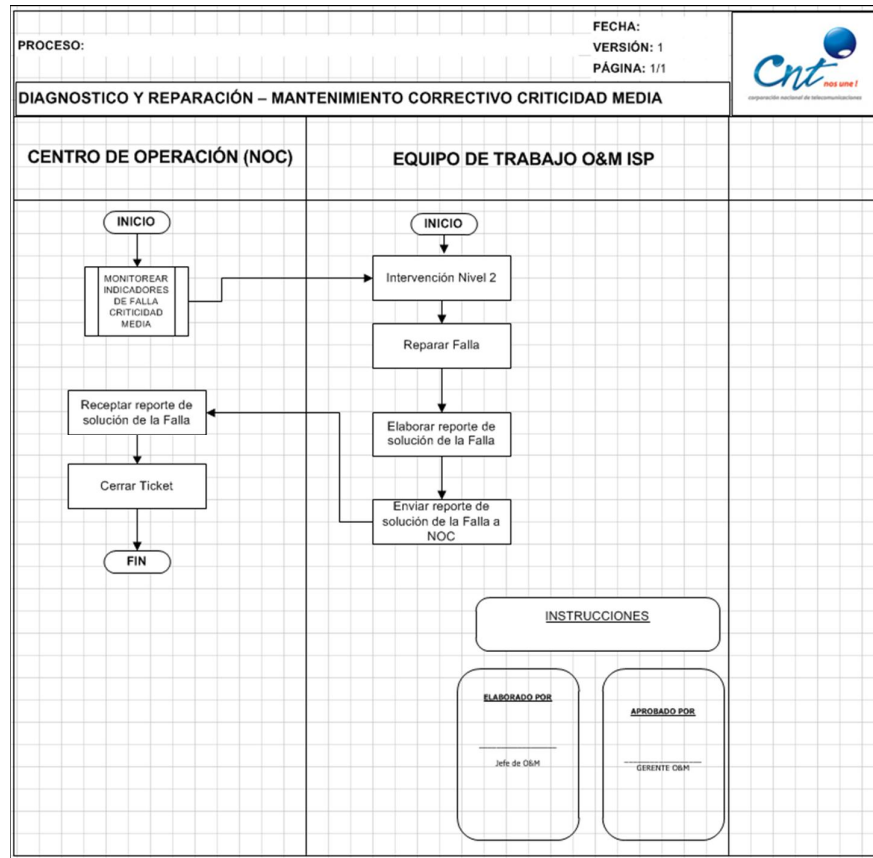 PROCESO:
FECHA:
VERSIÓN: 1
PÁGINA: 1/1
Cnt
nos une!
corporación nacional de telecomunicaciones
DIAGNOSTICO Y REPARACIÓN – MANTENIMIENTO CORRECTIVO CRITICIDAD MEDIA
CENTRO DE OPERACIÓN (NOC)
EQUIPO DE TRABAJO O&M ISP
INICIO
MONITOREAR
INDICADORES
DE FALLA
CRITICIDAD
MEDIA
Receptar reporte de
solución de la Falla
Cerrar Ticket
FIN
INICIO
Intervención Nivel 2
Reparar Falla
Elaborar reporte de
solución de la Falla
Enviar reporte de
solución de la Falla a
NOC
INSTRUCCIONES
ELABORADO POR
Jefe de O&M
APROBADO POR
GERENTE O&M